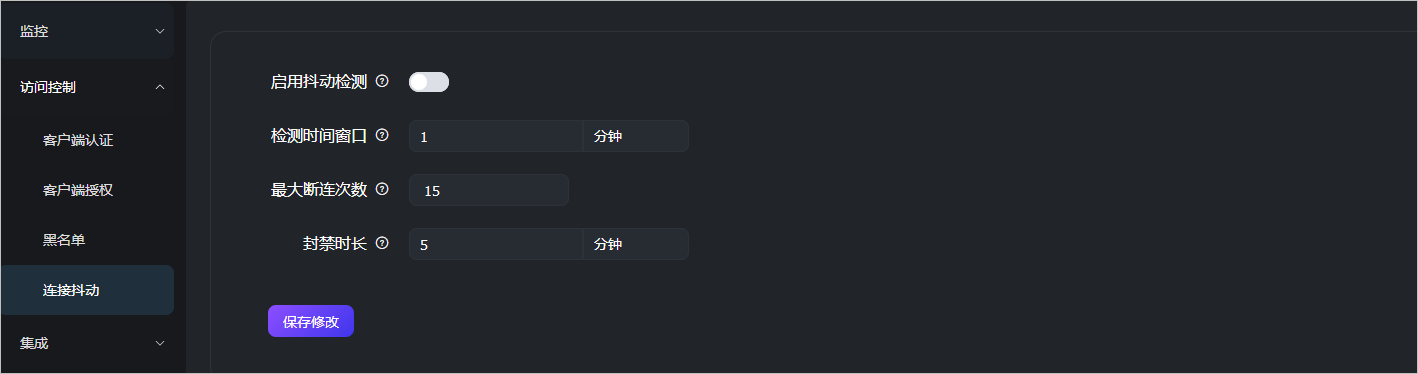 监控
访问控制
客户端认证
客户端授权
黑名单
连接抖动
集成
启用抖动检测
检测时间窗口 1 分钟
最大断连次数 15
封禁时长 5 分钟
保存修改